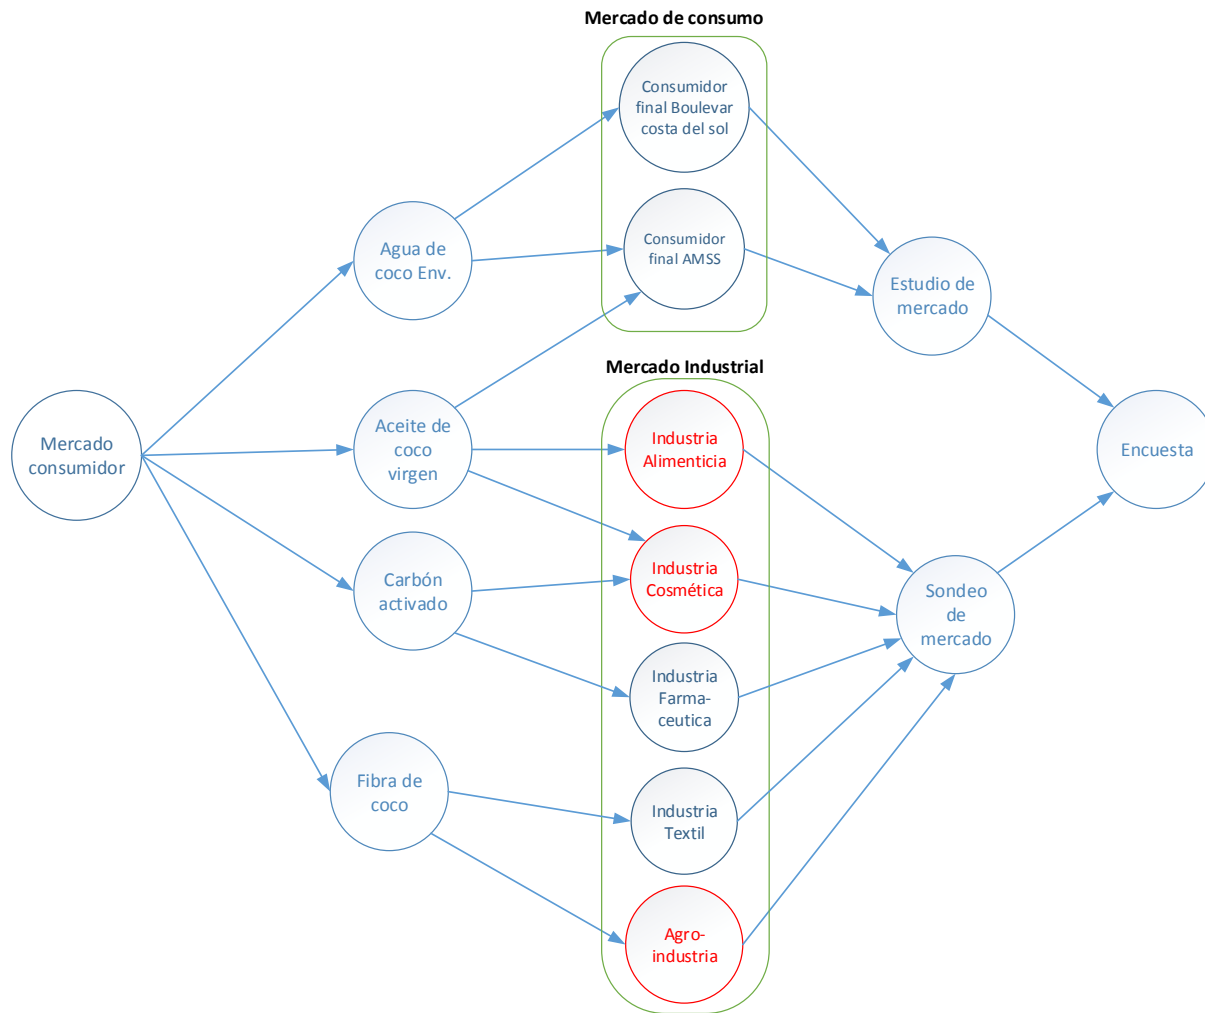 Mercado de consumo
Consumidor
final Boulevar
costa del sol
Consumidor
final AMSS
Agua de
coco Env.
Estudio de
mercado
Mercado Industrial
Mercado
consumidor
Aceite de
coco
virgen
Industria
Alimenticia
Encuesta
Carbón
activado
Industria
Cosmética
Sondeo
de
mercado
Industria
Farma-
ceutica
Fibra de
coco
Industria
Textil
Agro-
industria